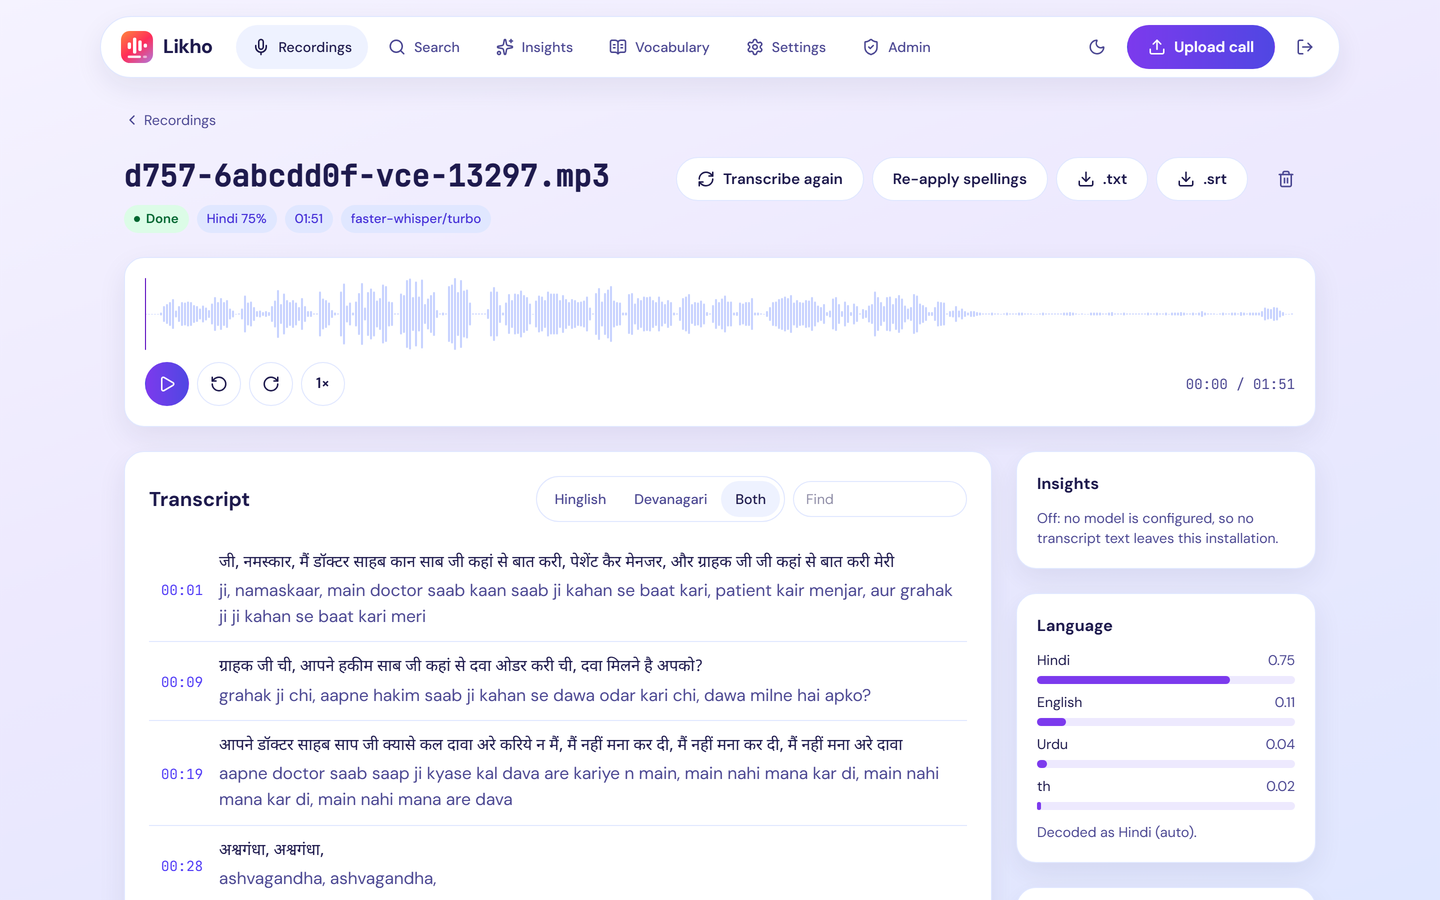 Likho
Recordings
Search
Insights
Vocabulary
Settings
Admin
Upload call
Recordings
d757-6abcdd0f-vce-13297.mp3
Transcribe again
Re-apply spellings
.txt
.srt
Done
Hindi 75%
01:51
faster-whisper/turbo
1×
00:00 / 01:51
Transcript
Hinglish
Devanagari
Both
Find
00:01
जी, नमस्कार, मैं डॉक्टर साहब कान साब जी कहां से बात करी, पेशेंट कैर मेनजर, और ग्राहक जी जी कहां से बात करी मेरी
ji, namaskaar, main doctor saab kaan saab ji kahan se baat kari, patient kair menjar, aur grahak
ji ji kahan se baat kari meri
00:09
ग्राहक जी ची, आपने हकीम साब जी कहां से दवा ओडर करी ची, दवा मिलने है अपको?
grahak ji chi, aapne hakim saab ji kahan se dawa odar kari chi, dawa milne hai apko?
00:19
आपने डॉक्टर साहब साप जी क्यासे कल दावा अरे करिये न मैं, मैं नहीं मना कर दी, मैं नहीं मना कर दी, मैं नहीं मना अरे दावा
aapne doctor saab saap ji kyase kal dava are kariye n main, main nahi mana kar di, main nahi
mana kar di, main nahi mana are dava
00:28
अश्वगंधा, अश्वगंधा,
ashvagandha, ashvagandha,
Insights
Off: no model is configured, so no
transcript text leaves this installation.
Language
Hindi 0.75
English 0.11
Urdu 0.04
th 0.02
Decoded as Hindi (auto).